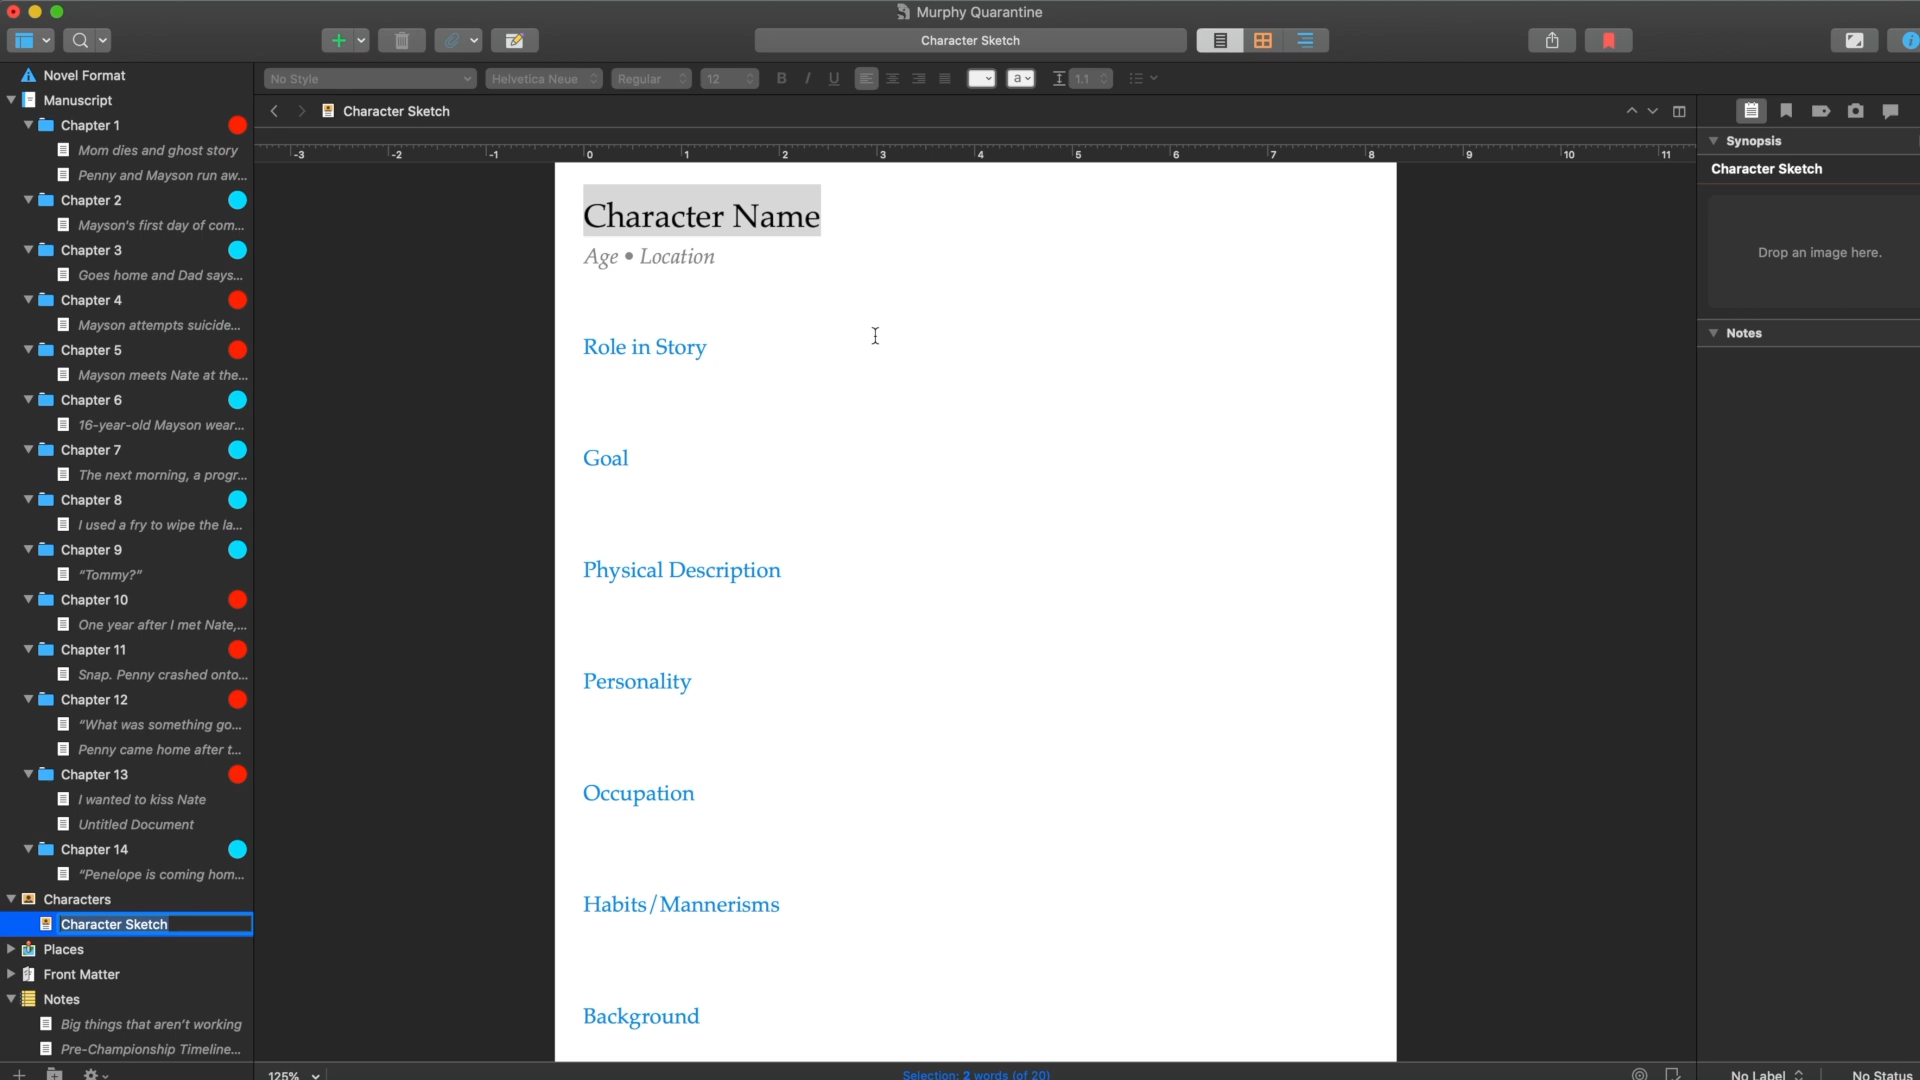 Murphy Quarantine
Character Sketch
Novel Format
No Style
Helvetica Neue
Regular
12
B
I
U
a
1.1
Manuscript
Character Sketch
Chapter 1
Mom dies and ghost story
Penny and Mayson run aw...
Chapter 2
Mayson's first day of com...
Chapter 3
Goes home and Dad says...
Chapter 4
Mayson attempts suicide...
Chapter 5
Mayson meets Nate at the...
Chapter 6
16-year-old Mayson wear...
Chapter 7
The next morning, a progr...
Chapter 8
I used a fry to wipe the la...
Chapter 9
“Tommy?”
Chapter 10
One year after I met Nate,...
Chapter 11
Snap. Penny crashed onto...
Chapter 12
“What was something go...
Penny came home after t...
Chapter 13
I wanted to kiss Nate
Untitled Document
Chapter 14
“Penelope is coming hom...
Characters
Character Sketch
Places
Front Matter
Notes
Big things that aren’t working
Pre-Championship Timeline...
-3 -2 -1 0 1 2 3 4 5 6 7 8 9 10 11
Character Name
Age • Location
Role in Story
Goal
Physical Description
Personality
Occupation
Habits/Mannerisms
Background
Synopsis
Character Sketch
Drop an image here.
Notes
125%
Selection: 2 words (of 20)
No Label
No Status